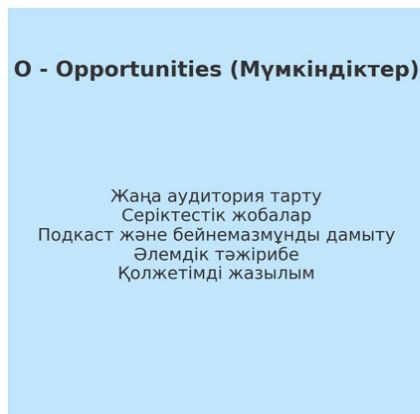 O - Opportunities (Мүмкіндіктер)
Жаңа аудитория тарту
Серіктестік жобалар
Подкаст және бейнемазмұнды дамыту
Әлемдік тәжірибе
Қолжетімді жазылым